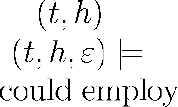 (t, h)
(t, h, ε) ⊨
could employ